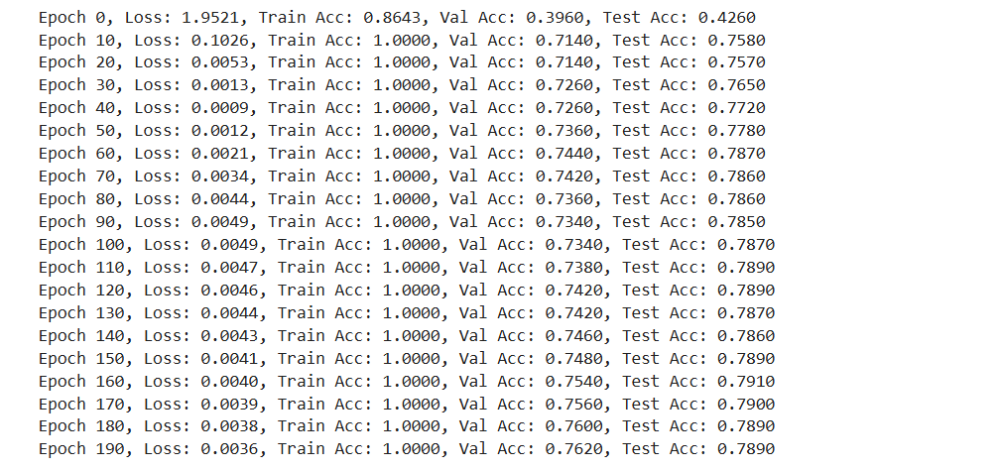 Epoch 0, Loss: 1.9521, Train Acc: 0.8643, Val Acc: 0.3960, Test Acc: 0.4260
Epoch 10, Loss: 0.1026, Train Acc: 1.0000, Val Acc: 0.7140, Test Acc: 0.7580
Epoch 20, Loss: 0.0053, Train Acc: 1.0000, Val Acc: 0.7140, Test Acc: 0.7570
Epoch 30, Loss: 0.0013, Train Acc: 1.0000, Val Acc: 0.7260, Test Acc: 0.7650
Epoch 40, Loss: 0.0009, Train Acc: 1.0000, Val Acc: 0.7260, Test Acc: 0.7720
Epoch 50, Loss: 0.0012, Train Acc: 1.0000, Val Acc: 0.7360, Test Acc: 0.7780
Epoch 60, Loss: 0.0021, Train Acc: 1.0000, Val Acc: 0.7440, Test Acc: 0.7870
Epoch 70, Loss: 0.0034, Train Acc: 1.0000, Val Acc: 0.7420, Test Acc: 0.7860
Epoch 80, Loss: 0.0044, Train Acc: 1.0000, Val Acc: 0.7360, Test Acc: 0.7860
Epoch 90, Loss: 0.0049, Train Acc: 1.0000, Val Acc: 0.7340, Test Acc: 0.7850
Epoch 100, Loss: 0.0049, Train Acc: 1.0000, Val Acc: 0.7340, Test Acc: 0.7870
Epoch 110, Loss: 0.0047, Train Acc: 1.0000, Val Acc: 0.7380, Test Acc: 0.7890
Epoch 120, Loss: 0.0046, Train Acc: 1.0000, Val Acc: 0.7420, Test Acc: 0.7890
Epoch 130, Loss: 0.0044, Train Acc: 1.0000, Val Acc: 0.7420, Test Acc: 0.7870
Epoch 140, Loss: 0.0043, Train Acc: 1.0000, Val Acc: 0.7460, Test Acc: 0.7860
Epoch 150, Loss: 0.0041, Train Acc: 1.0000, Val Acc: 0.7480, Test Acc: 0.7890
Epoch 160, Loss: 0.0040, Train Acc: 1.0000, Val Acc: 0.7540, Test Acc: 0.7910
Epoch 170, Loss: 0.0039, Train Acc: 1.0000, Val Acc: 0.7560, Test Acc: 0.7900
Epoch 180, Loss: 0.0038, Train Acc: 1.0000, Val Acc: 0.7600, Test Acc: 0.7890
Epoch 190, Loss: 0.0036, Train Acc: 1.0000, Val Acc: 0.7620, Test Acc: 0.7890